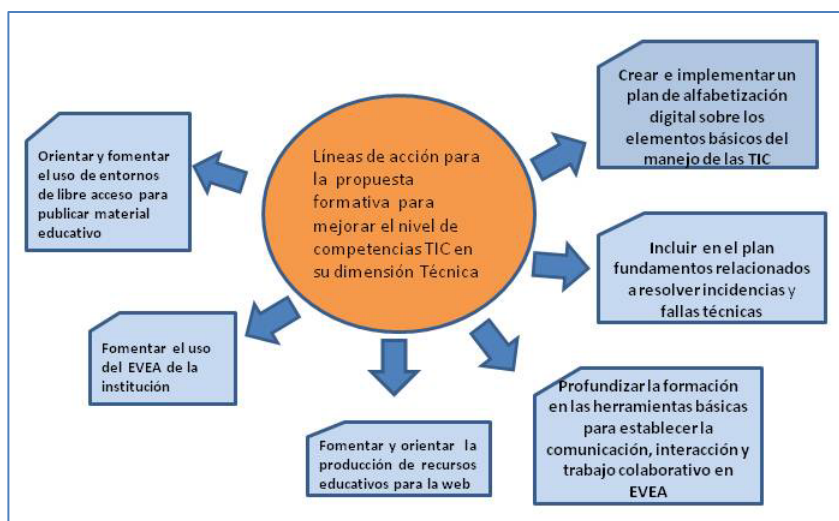 Líneas de acción para
la propuesta
formativa para
mejorar el nivel de
competencias TIC en
su dimensión Técnica
Crear e implementar un
plan de alfabetización
digital sobre los
elementos básicos del
manejo de las TIC
Incluir en el plan
fundamentos relacionados
a resolver incidencias y
fallas técnicas
Profundizar la formación
en las herramientas básicas
para establecer la
comunicación, interacción y
trabajo colaborativo en
EVEA
Fomentar y orientar la
producción de recursos
educativos para la web
Fomentar el uso
del EVEA de la
institución
Orientar y fomentar
el uso de entornos
de libre acceso para
publicar material
educativo